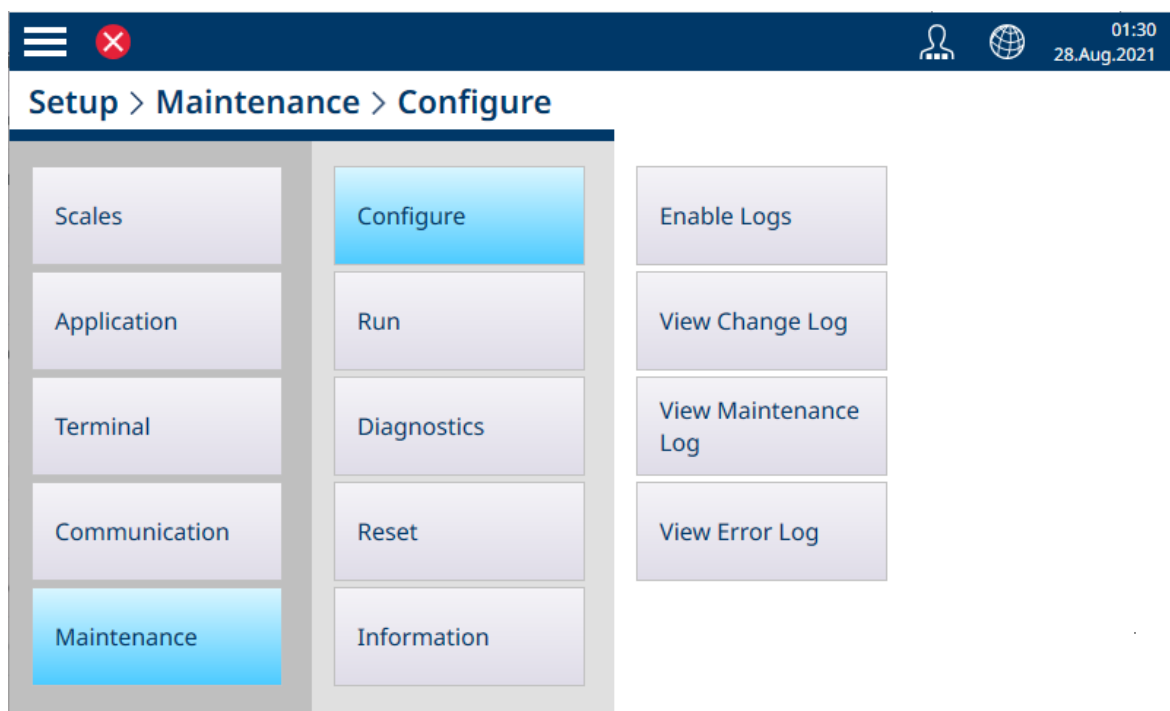 01:30
28.Aug.2021
Setup > Maintenance > Configure
Scales
Configure
Enable Logs
Application
Run
View Change Log
Terminal
Diagnostics
View Maintenance
Log
Communication
Reset
View Error Log
Maintenance
Information